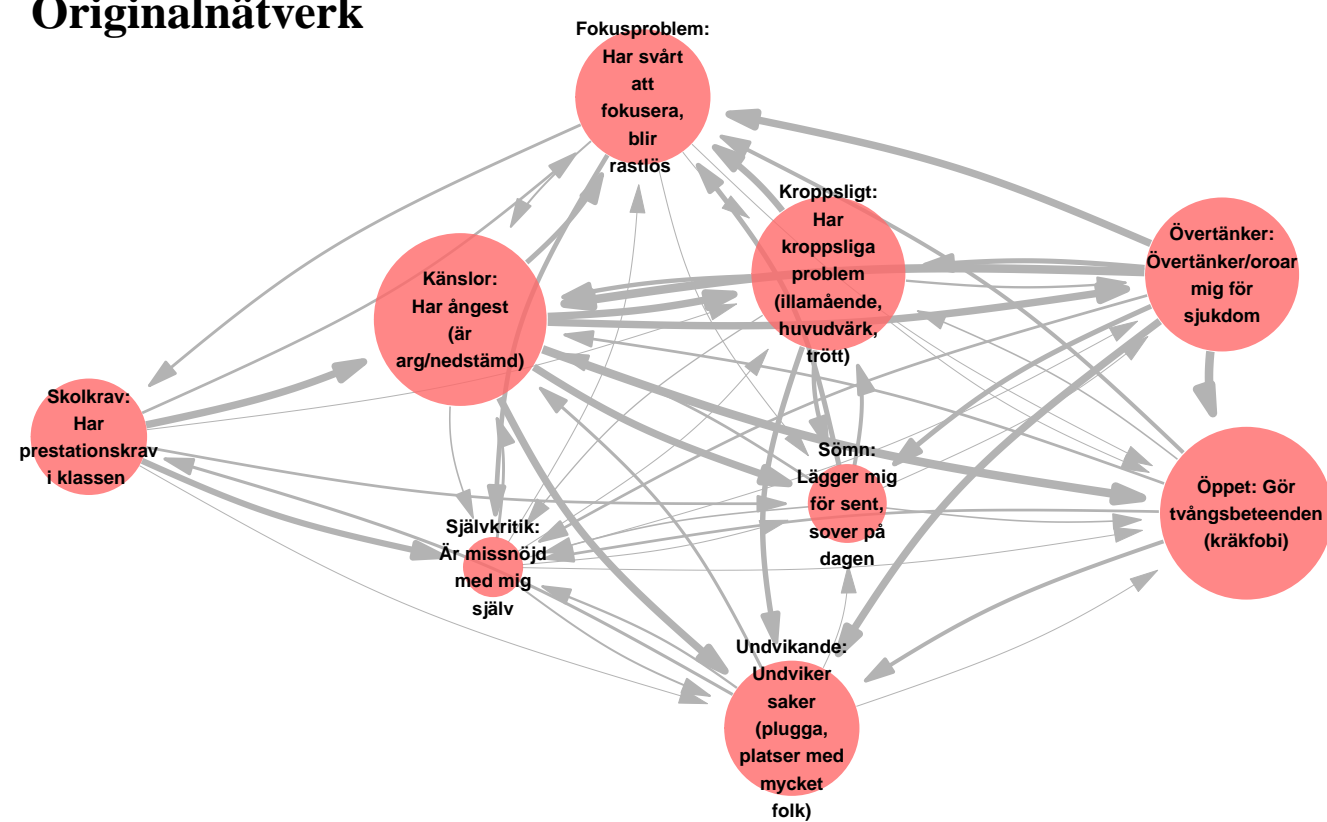 Originalnätverk
Fokusproblem:
Har svårt
att
fokusera,
blir
rastlös
Kroppsligt:
Har
kroppsliga
problem
(illamående,
huvudvärk,
trött)
Övertänker:
Övertänker/oroar
mig för
sjukdom
Känslor:
Har ångest
(är
arg/nedstämd)
Skolkrav:
Har
prestationskrav
i klassen
Sömn:
Lägger mig
för sent,
sover på
dagen
Öppet: Gör
tvångsbeteenden
(kräkfobi)
Självkritik:
Är missnöjd
med mig
själv
Undvikande:
Undviker
saker
(plugga,
platser med
mycket
folk)